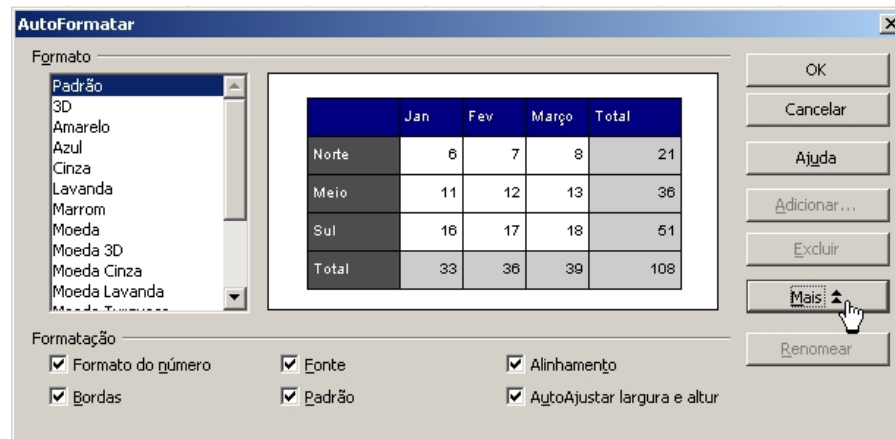 AutoFormatar
Formato
Padrão
3D
Amarelo
Azul
Cinza
Lavanda
Marrom
Moeda
Moeda 3D
Moeda Cinza
Moeda Lavanda
Jan Fev Março Total
Norte 6 7 8 21
Meio 11 12 13 36
Sul 16 17 18 51
Total 33 36 39 108
OK
Cancelar
Ajuda
Adicionar...
Excluir
Mais
Renomear
Formatação
Formato do número Fonte Alinhamento
Bordas Padrão AutoAjustar largura e altur